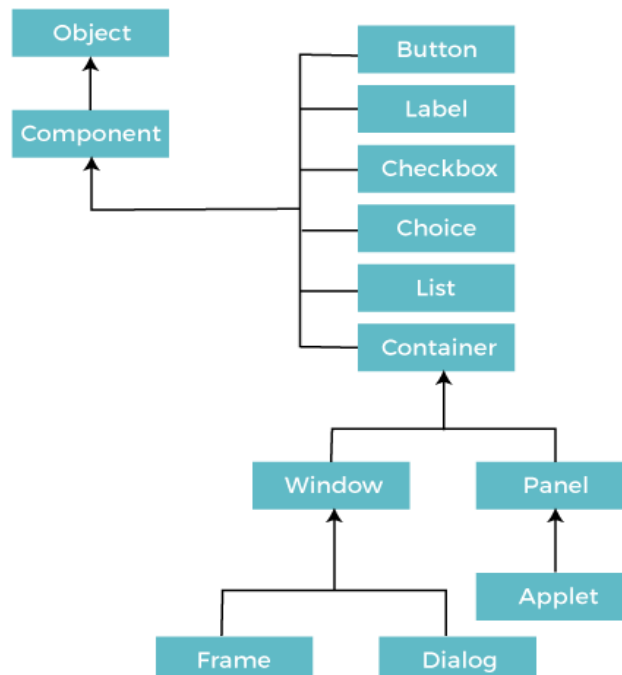 Object
Button
Label
Component
Checkbox
Choice
List
Container
Window
Panel
Applet
Frame
Dialog